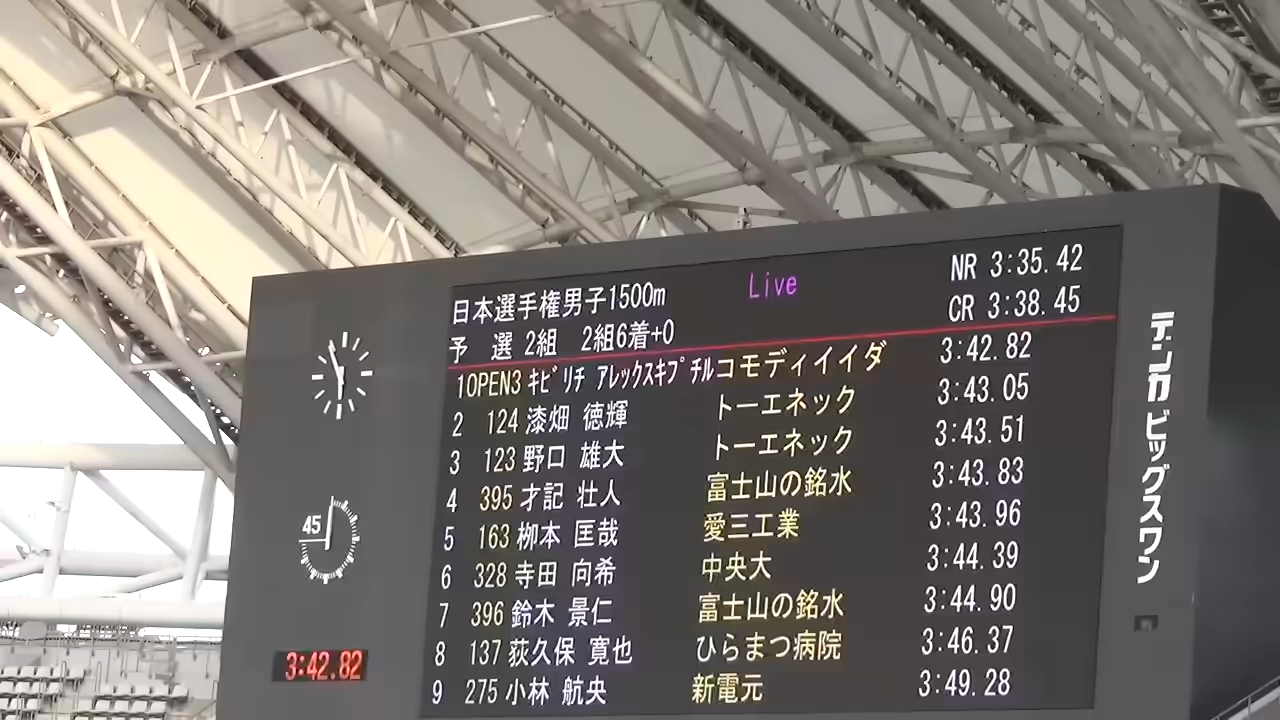 日本選手権男子1500m Live NR 3:35.42
予 選 2組 2組6着+0 CR 3:38.45
1OPEN3 ｷﾋﾞﾘﾁ ｱﾚｯｸｽｷﾌﾟﾁﾙ コモディイイダ 3:42.82
2 124 漆畑 徳輝 トーエネック 3:43.05
3 123 野口 雄大 トーエネック 3:43.51
4 395 才記 壮人 富士山の銘水 3:43.83
5 163 栁本 匡哉 愛三工業 3:43.96
6 328 寺田 向希 中央大 3:44.39
7 396 鈴木 景仁 富士山の銘水 3:44.90
8 137 荻久保 寛也 ひらまつ病院 3:46.37
9 275 小林 航央 新電元 3:49.28
45
3:42.82
デンカビッグスワン